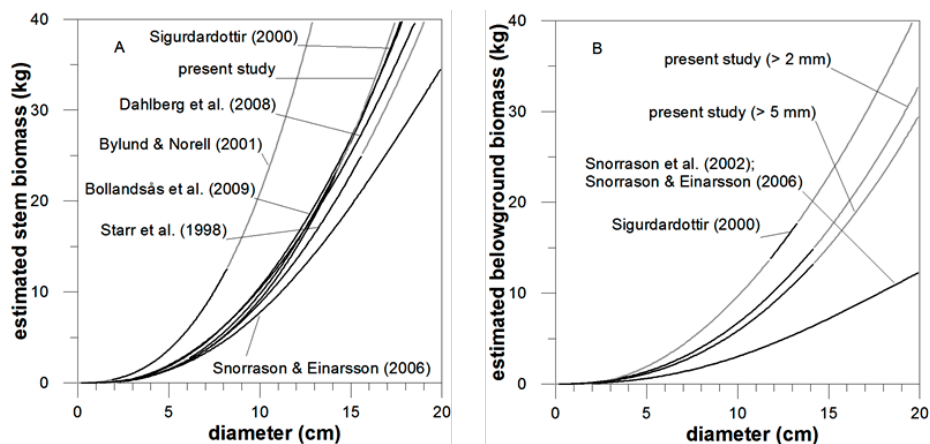 A
estimated stem biomass (kg)
40
30
20
10
0
Sigurdardottir (2000)
present study
Dahlberg et al. (2008)
Bylund & Norell (2001)
Bollandsås et al. (2009)
Starr et al. (1998)
Snorrason & Einarsson (2006)
0 5 10 15 20
diameter (cm)
B
estimated belowground biomass (kg)
40
30
20
10
0
present study (> 2 mm)
present study (> 5 mm)
Snorrason et al. (2002);
Snorrason & Einarsson (2006)
Sigurdardottir (2000)
0 5 10 15 20
diameter (cm)